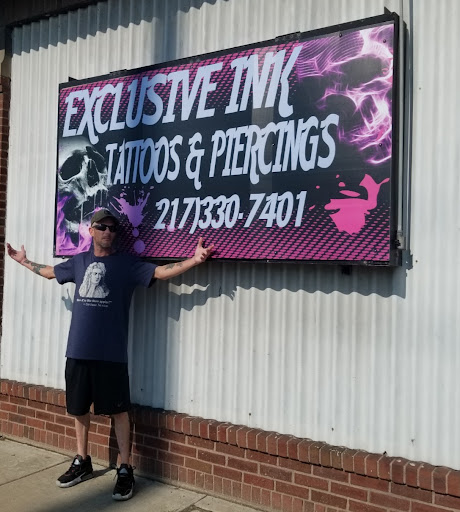 EXCLUSIVE INK
TATTOOS & PIERCINGS
217)330-7401